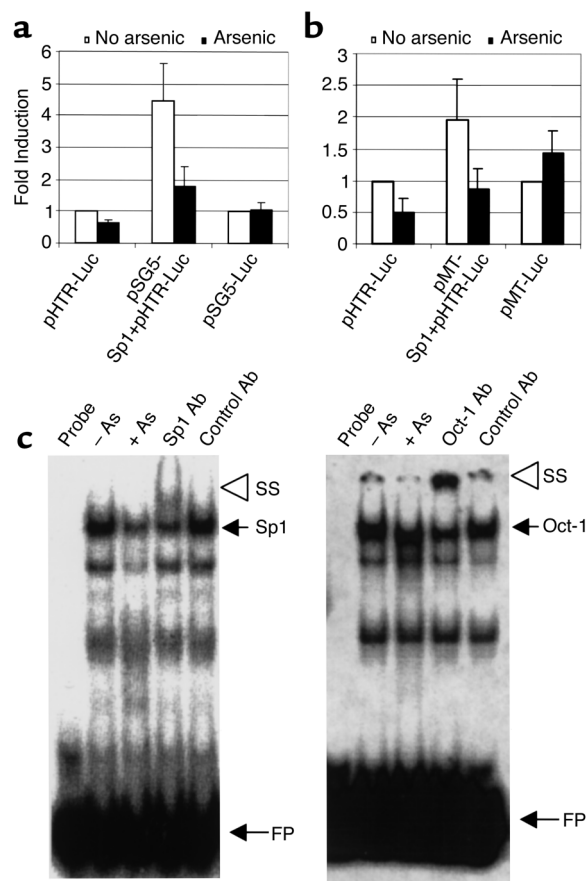 a
No arsenic Arsenic
Fold Induction
6
5
4
3
2
1
0
pHTR-Luc
pSG5-
Sp1+pHTR-Luc
pSG5-Luc
b
No arsenic Arsenic
3
2.5
2
1.5
1
0.5
0
pHTR-Luc
pMT-
Sp1+pHTR-Luc
pMT-Luc
c
Probe
– As
+ As
Sp1 Ab
Control Ab
SS
Sp1
FP
Probe
– As
+ As
Oct-1 Ab
Control Ab
SS
Oct-1
FP